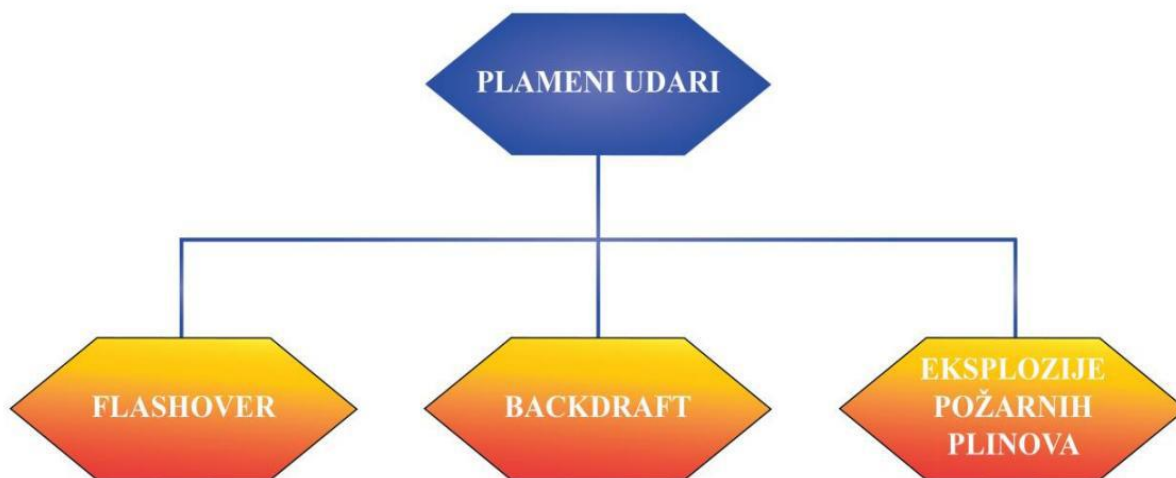 PLAMENI UDARI
FLASHOVER
BACKDRAFT
EKSPLOZIJE
POŽARNIH
PLINOVA